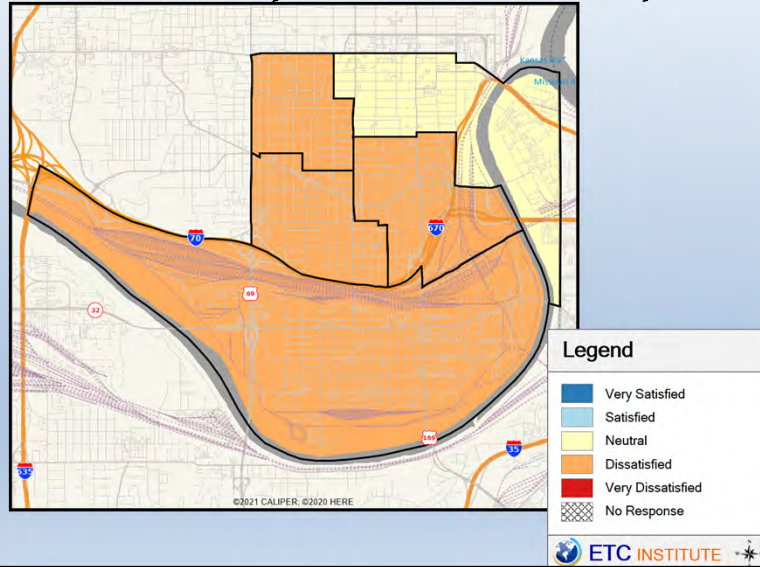 Kansas
Missouri
70
670
69
32
169
35
635
©2021 CALIPER; ©2020 HERE
Legend
Very Satisfied
Satisfied
Neutral
Dissatisfied
Very Dissatisfied
No Response
ETC INSTITUTE